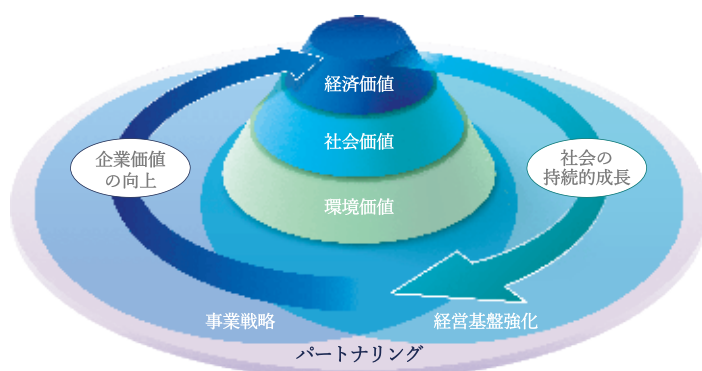 経済価値
社会価値
環境価値
企業価値
の向上
社会の
持続的成長
事業戦略
経営基盤強化
パートナリング